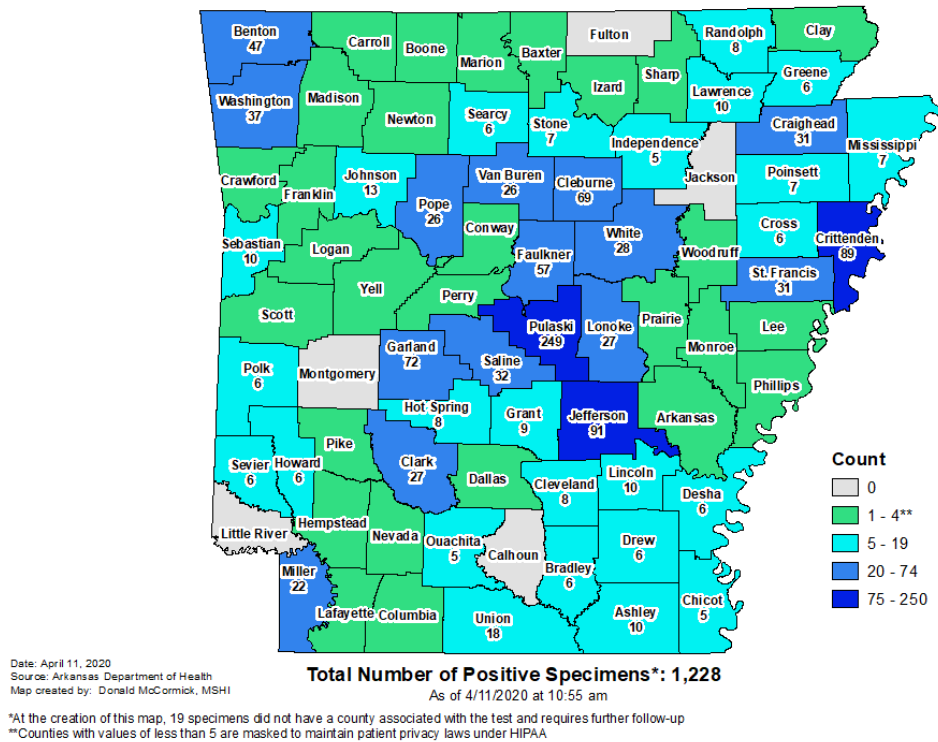 Benton
47
Carroll
Boone
Marion
Baxter
Fulton
Randolph
8
Clay
Washington
37
Madison
Newton
Searcy
6
Stone
7
Izard
Sharp
Lawrence
10
Greene
6
Independence
5
Craighead
31
Mississippi
7
Crawford
Franklin
Johnson
13
Pope
26
Van Buren
26
Cleburne
69
Jackson
Poinsett
7
Sebastian
10
Logan
Conway
Faulkner
57
White
28
Woodruff
Cross
6
Crittenden
89
St. Francis
31
Scott
Yell
Perry
Pulaski
249
Lonoke
27
Prairie
Monroe
Lee
Phillips
Polk
6
Montgomery
Garland
72
Saline
32
Hot Spring
8
Grant
9
Jefferson
91
Arkansas
Sevier
6
Howard
6
Pike
Clark
27
Dallas
Cleveland
8
Lincoln
10
Desha
6
Little River
Hempstead
Nevada
Ouachita
5
Calhoun
Bradley
6
Drew
6
Miller
22
Lafayette
Columbia
Union
18
Ashley
10
Chicot
5
Count
0
1 - 4**
5 - 19
20 - 74
75 - 250
Date: April 11, 2020
Source: Arkansas Department of Health
Map created by: Donald McCormick, MSHI
Total Number of Positive Specimens*: 1,228
As of 4/11/2020 at 10:55 am
*At the creation of this map, 19 specimens did not have a county associated with the test and requires further follow-up
**Counties with values of less than 5 are masked to maintain patient privacy laws under HIPAA